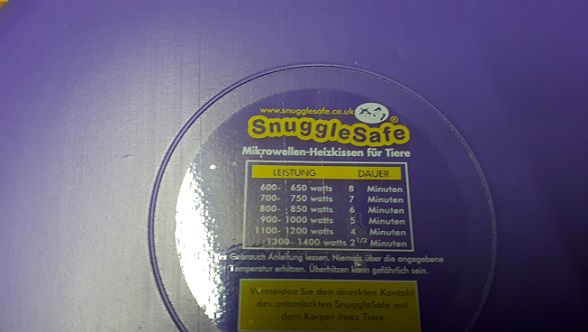 www.snugglesafe.co.uk
SnuggleSafe®
Mikrowellen-Heizkissen für Tiere
LEISTUNG DAUER
600- 650 watts 8 Minuten
700- 750 watts 7 Minuten
800- 850 watts 6 Minuten
900- 1000 watts 5 Minuten
1100- 1200 watts 4 Minuten
1300- 1400 watts 2 1/2 Minuten
Gebrauch Anleitung lessen. Niemals über die angegebene
Temperatur erhitzen. Überhitzen kann gefährlich sein.
Vermeiden Sie den direckten Kontakt
des unbedeckten SnuggleSafe mit
dem Korper ihres Tiere